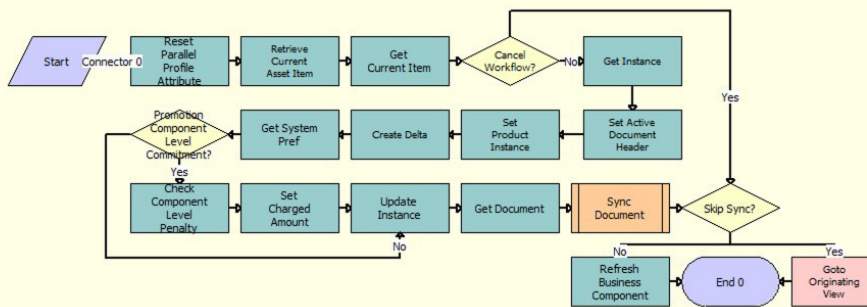 Start
Connector 0
Reset
Parallel
Profile
Attribute
Retrieve
Current
Asset Item
Get
Current Item
Cancel
Workflow?
No
Get Instance
Yes
Promotion
Component
Level
Commitment?
Get System
Pref
Create Delta
Set
Product
Instance
Set Active
Document
Header
Yes
Check
Component
Level
Penalty
Set
Charged
Amount
Update
Instance
Get Document
Sync
Document
Skip Sync?
No
No
Yes
Refresh
Business
Component
End 0
Goto
Originating
View